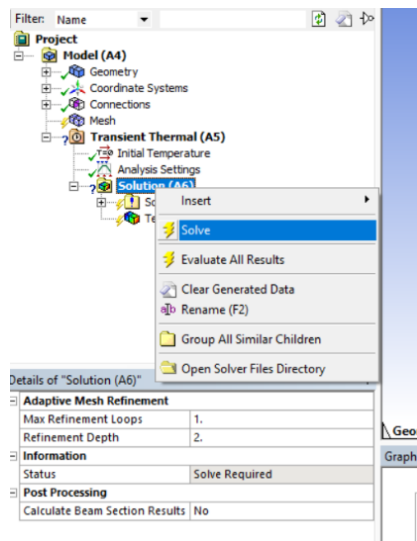 Filter: Name
Project
Model (A4)
Geometry
Coordinate Systems
Connections
Mesh
Transient Thermal (A5)
Initial Temperature
Analysis Settings
Solution (A6)
So
Te
Insert
Solve
Evaluate All Results
Clear Generated Data
Rename (F2)
Group All Similar Children
Open Solver Files Directory
Details of "Solution (A6)"
Adaptive Mesh Refinement
Max Refinement Loops 1.
Refinement Depth 2.
Information
Status Solve Required
Post Processing
Calculate Beam Section Results No
Geo
Graph